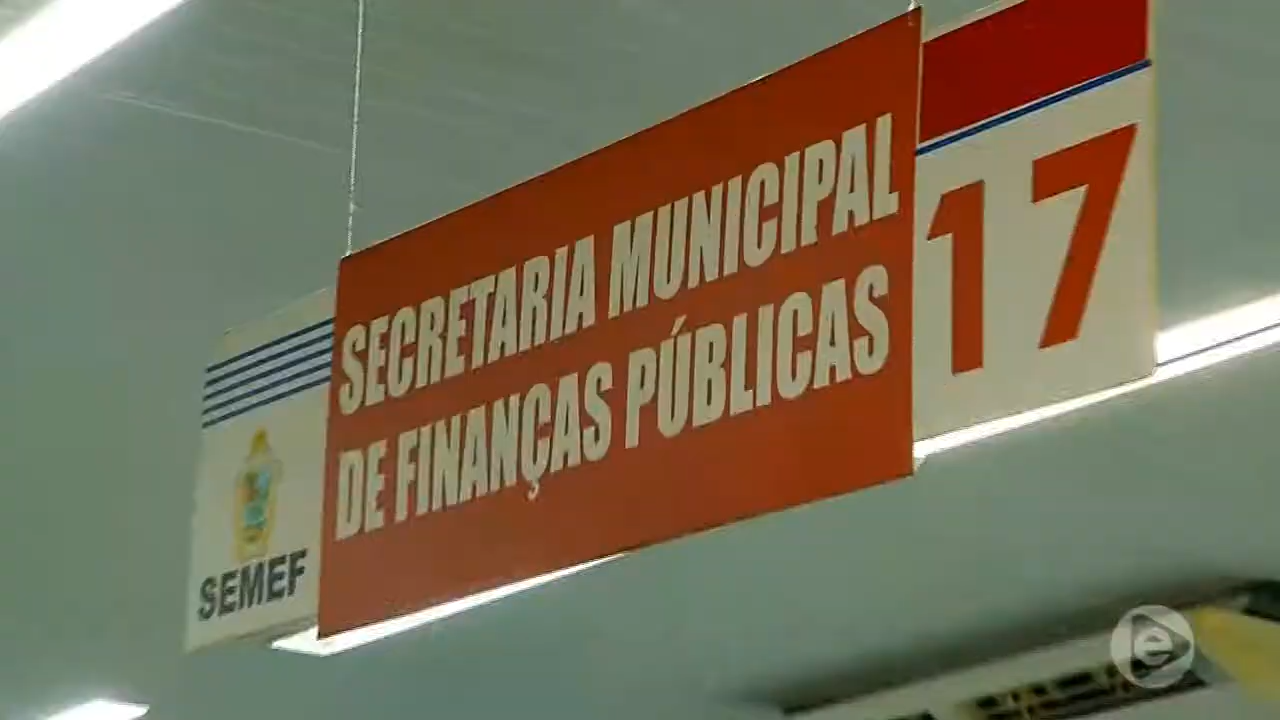 SECRETARIA MUNICIPAL
DE FINANÇAS PÚBLICAS
17
SEMEF
e